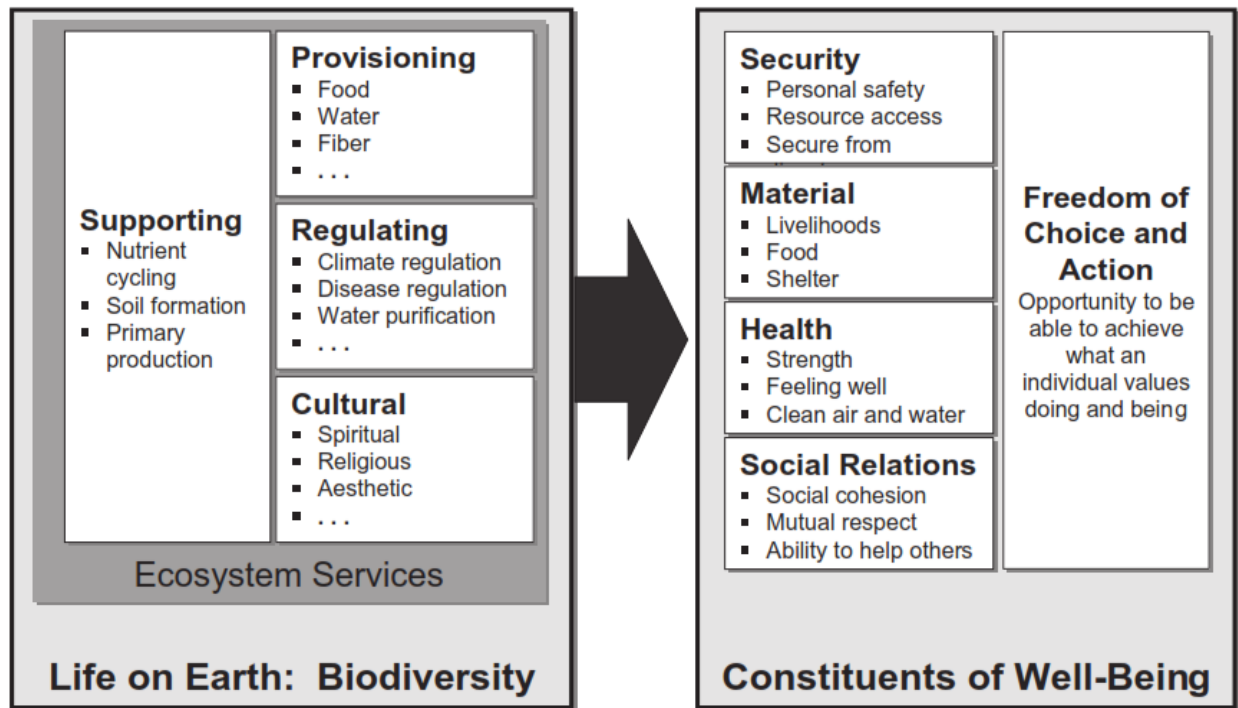 Supporting
▪ Nutrient
cycling
▪ Soil formation
▪ Primary
production
Provisioning
▪ Food
▪ Water
▪ Fiber
▪ . . .
Regulating
▪ Climate regulation
▪ Disease regulation
▪ Water purification
▪ . . .
Cultural
▪ Spiritual
▪ Religious
▪ Aesthetic
▪ . . .
Ecosystem Services
Life on Earth: Biodiversity
Security
▪ Personal safety
▪ Resource access
▪ Secure from
Material
▪ Livelihoods
▪ Food
▪ Shelter
Health
▪ Strength
▪ Feeling well
▪ Clean air and water
Social Relations
▪ Social cohesion
▪ Mutual respect
▪ Ability to help others
Freedom of
Choice and
Action
Opportunity to be
able to achieve
what an
individual values
doing and being
Constituents of Well-Being